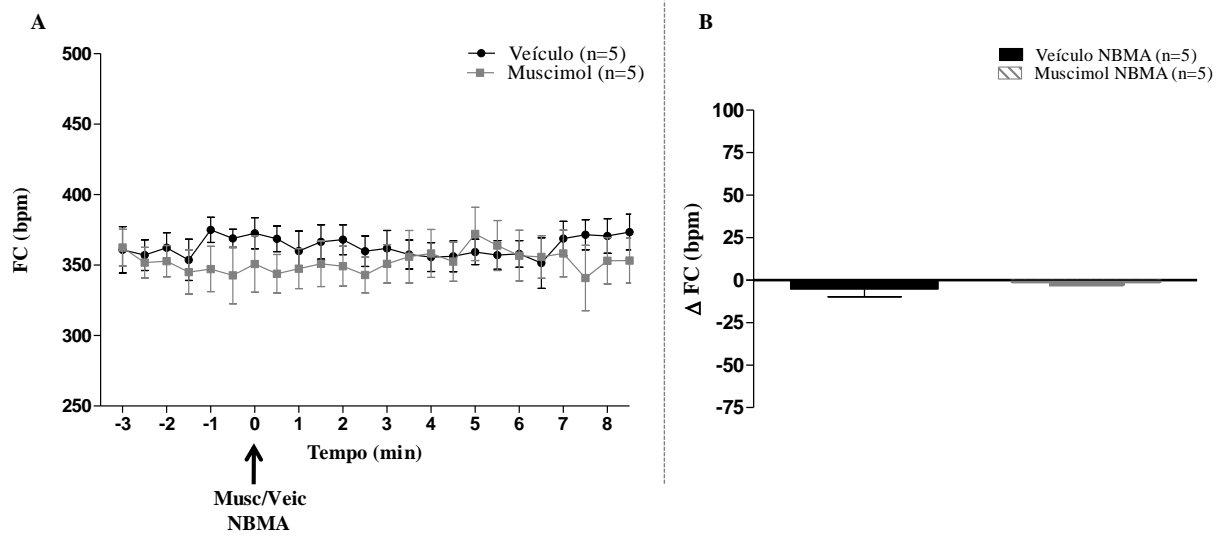 A
Veículo (n=5)
Muscimol (n=5)
500
450
400
350
300
250
FC (bpm)
-3 -2 -1 0 1 2 3 4 5 6 7 8
Tempo (min)
Musc/Veic
NBMA
B
Veículo NBMA (n=5)
Muscimol NBMA (n=5)
100
75
50
25
0
-25
-50
-75
Δ FC (bpm)